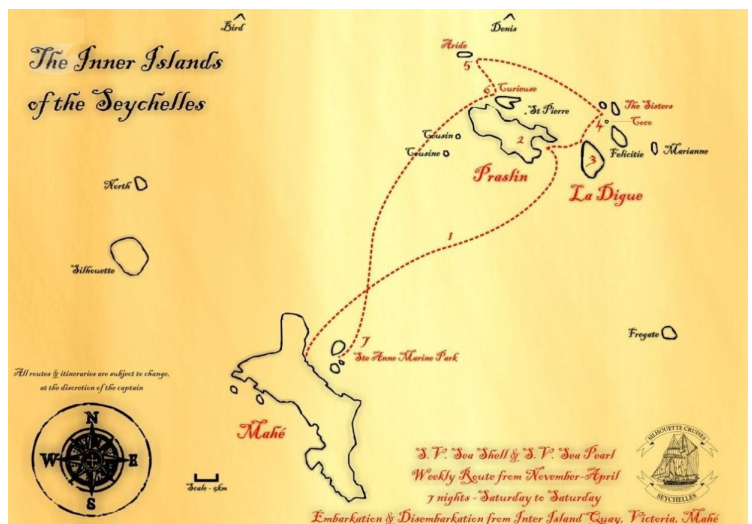 Bird
Denis
The Inner Islands
of the Seychelles
Aride
5
6
Curieuse
St Pierre
The Sisters
4
Coco
Cousin
Cousine
2
3
Felicitie
Marianne
Praslin
La Digue
North
1
Silhouette
Fregate
7
Ste Anne Marine Park
All routes & itineraries are subject to change,
at the discretion of the captain
N
W
E
S
Mahé
Scale - 5km
S.V. Sea Shell & S.V. Sea Pearl
Weekly Route from November-April
7 nights - Saturday to Saturday
Embarkation & Disembarkation from Inter Island Quay, Victoria, Mahé
SILHOUETTE CRUISES
SEYCHELLES